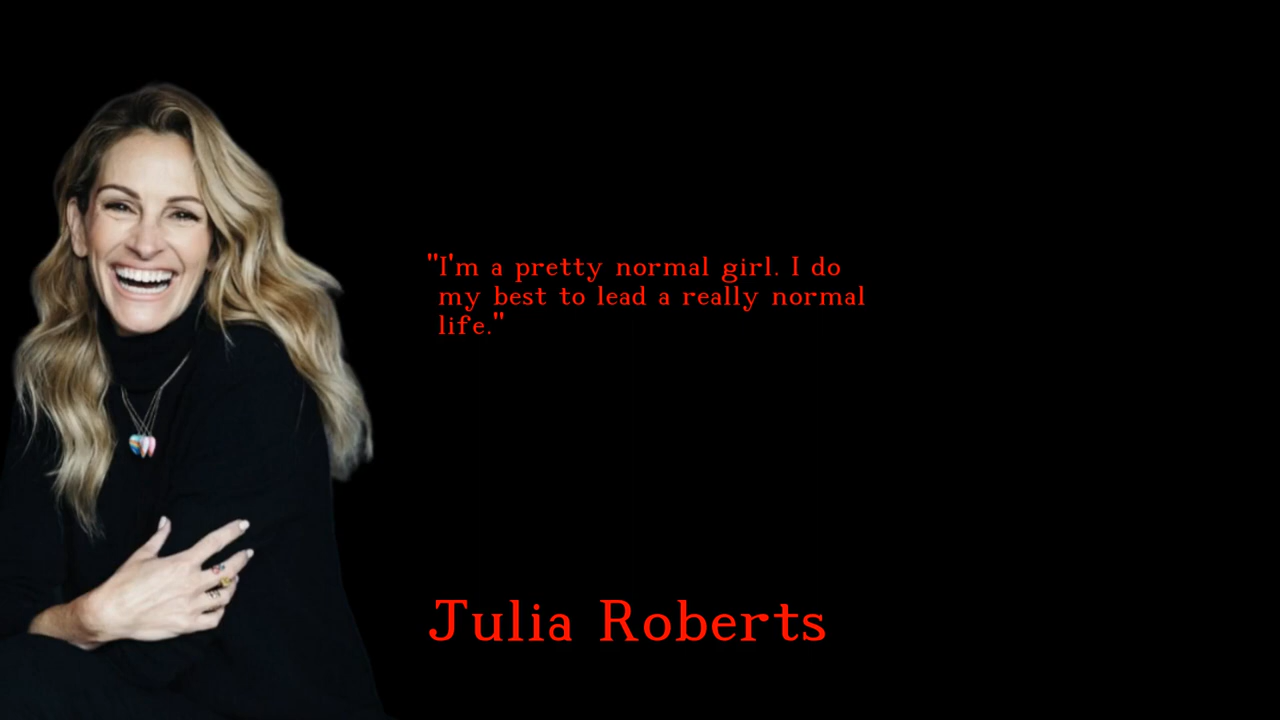 "I'm a pretty normal girl. I do
my best to lead a really normal
life."
Julia Roberts